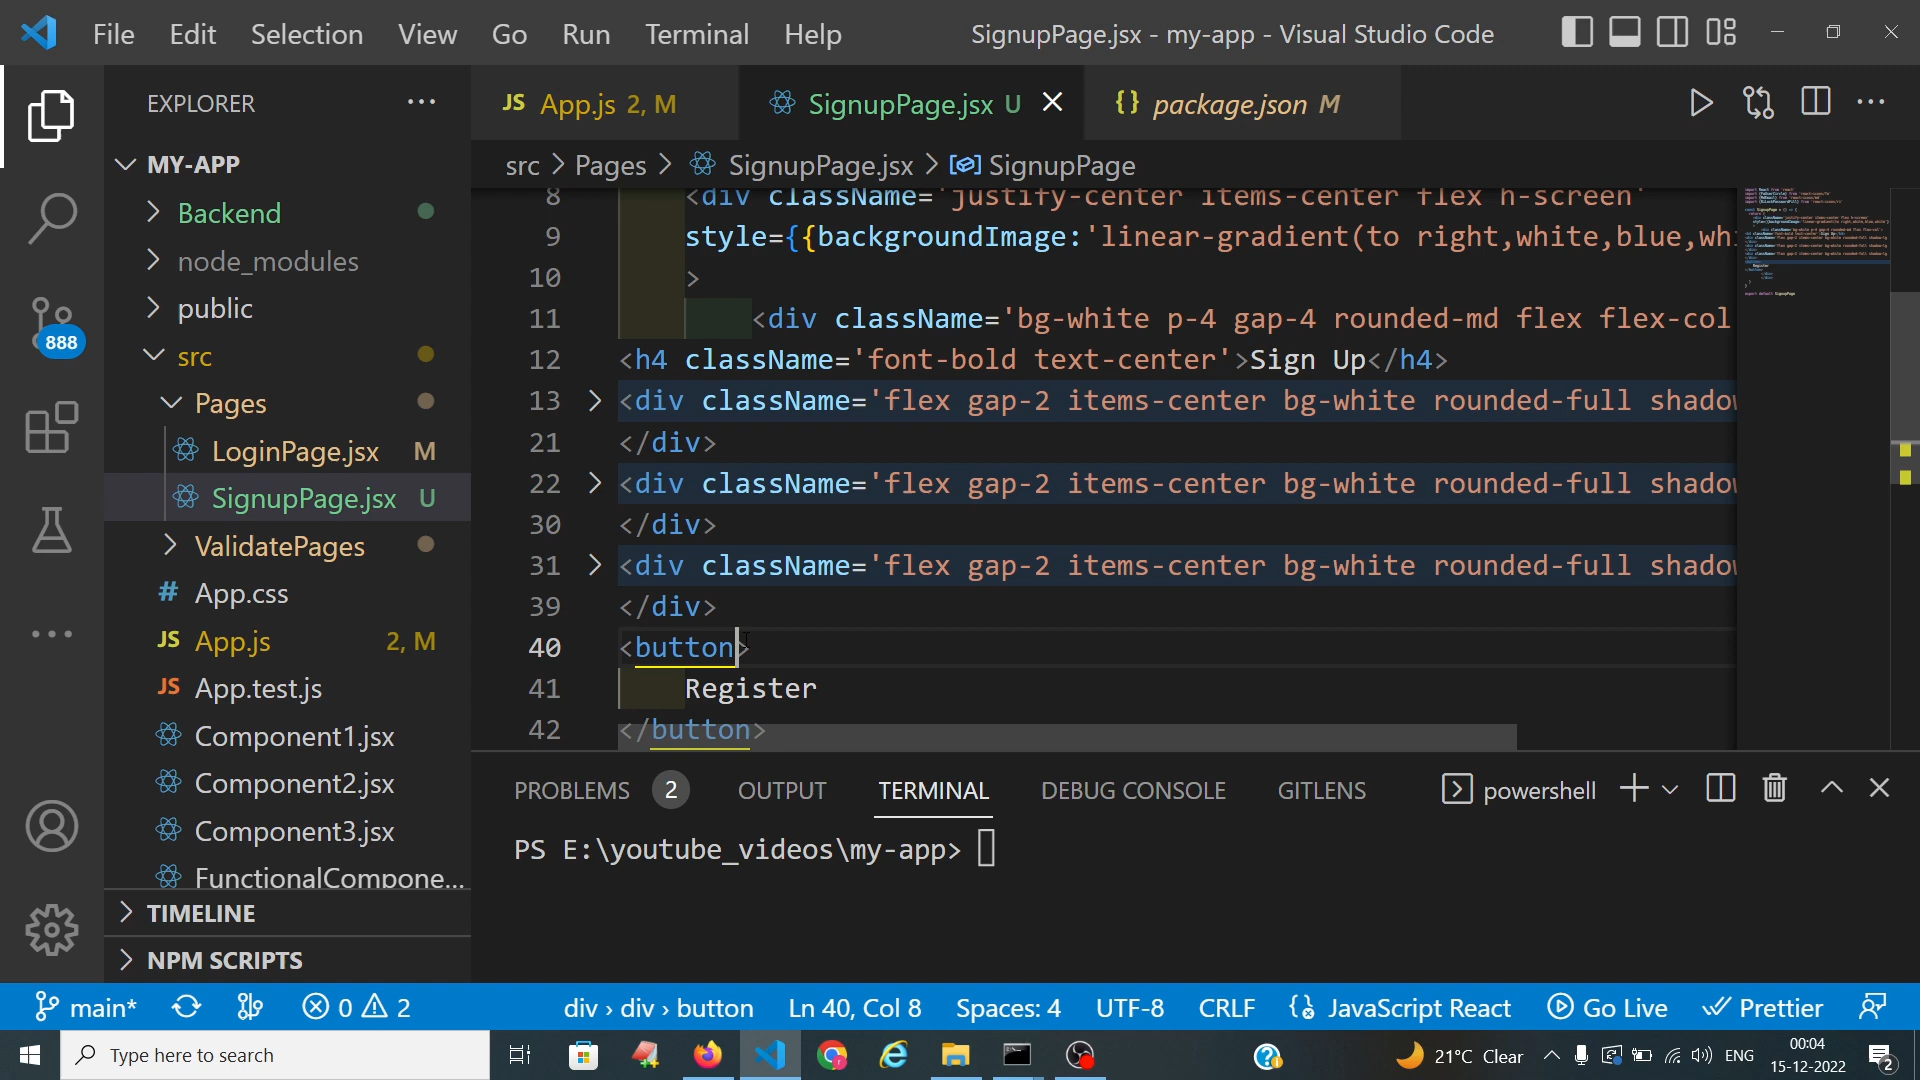 File Edit Selection View Go Run Terminal Help SignupPage.jsx - my-app - Visual Studio Code
EXPLORER
JS App.js 2, M SignupPage.jsx U {} package.json M
MY-APP
src > Pages > SignupPage.jsx > SignupPage
Backend
node_modules
public
src
Pages
LoginPage.jsx M
SignupPage.jsx U
ValidatePages
# App.css
JS App.js 2, M
JS App.test.js
Component1.jsx
Component2.jsx
Component3.jsx
FunctionalCompone...
TIMELINE
NPM SCRIPTS
888
8 <div className='justify-center items-center flex h-screen'
9 style={{backgroundImage:'linear-gradient(to right,white,blue,whi
10 >
11 <div className='bg-white p-4 gap-4 rounded-md flex flex-col
12 <h4 className='font-bold text-center'>Sign Up</h4>
13 <div className='flex gap-2 items-center bg-white rounded-full shadow
21 </div>
22 <div className='flex gap-2 items-center bg-white rounded-full shadow
30 </div>
31 <div className='flex gap-2 items-center bg-white rounded-full shadow
39 </div>
40 <button>
41 Register
42 </button>
PROBLEMS 2 OUTPUT TERMINAL DEBUG CONSOLE GITLENS powershell
PS E:\youtube_videos\my-app>
main* 0 2 div › div › button Ln 40, Col 8 Spaces: 4 UTF-8 CRLF JavaScript React Go Live Prettier
Type here to search 21°C Clear ENG 00:04
15-12-2022 2